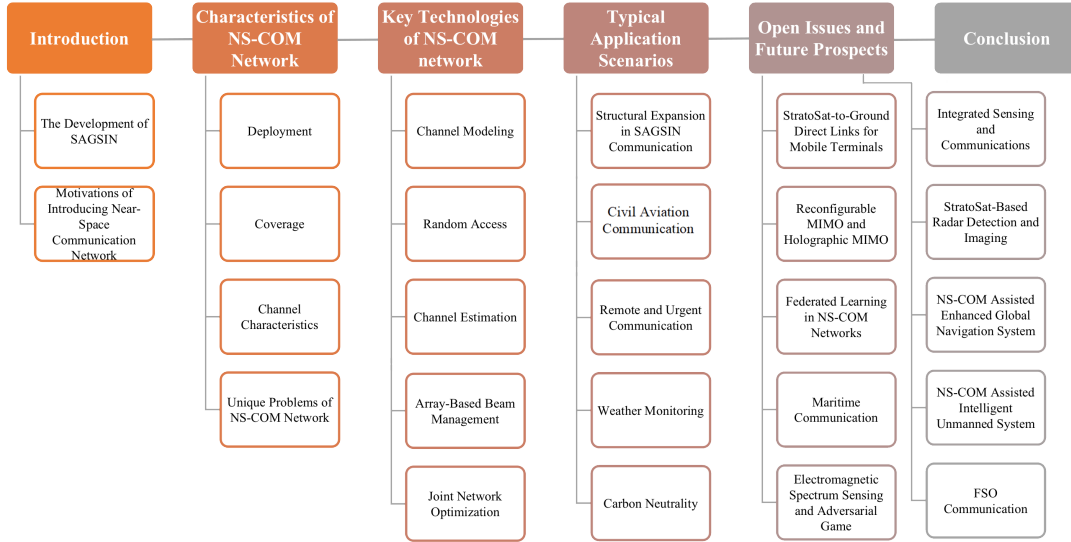 Introduction
The Development of
SAGSIN
Motivations of
Introducing Near-
Space
Communication
Network
Characteristics of
NS-COM
Network
Deployment
Coverage
Channel
Characteristics
Unique Problems of
NS-COM Network
Key Technologies
of NS-COM
network
Channel Modeling
Random Access
Channel Estimation
Array-Based Beam
Management
Joint Network
Optimization
Typical
Application
Scenarios
Structural Expansion
in SAGSIN
Communication
Civil Aviation
Communication
Remote and Urgent
Communication
Weather Monitoring
Carbon Neutrality
Open Issues and
Future Prospects
StratoSat-to-Ground
Direct Links for
Mobile Terminals
Reconfigurable
MIMO and
Holographic MIMO
Federated Learning
in NS-COM
Networks
Maritime
Communication
Electromagnetic
Spectrum Sensing
and Adversarial
Game
Integrated Sensing
and
Communications
StratoSat-Based
Radar Detection and
Imaging
NS-COM Assisted
Enhanced Global
Navigation System
NS-COM Assisted
Intelligent
Unmanned System
FSO
Communication
Conclusion